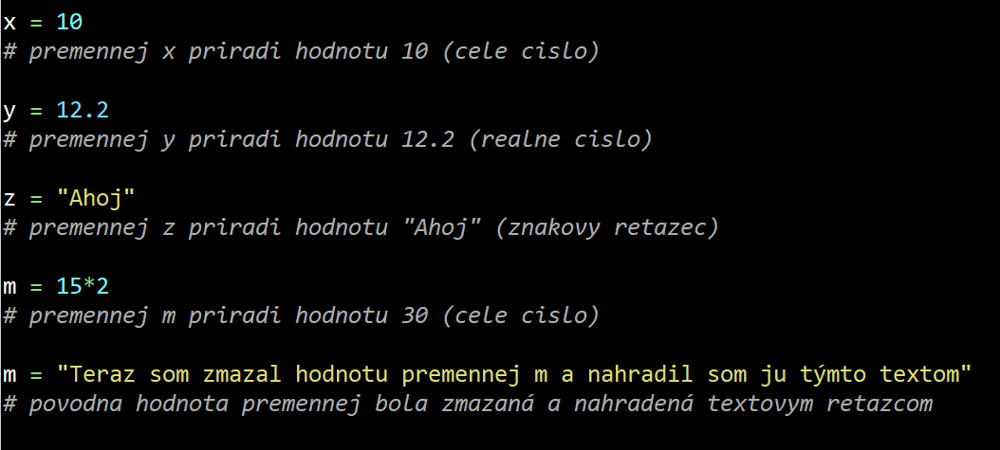 x = 10
# premennej x priradi hodnotu 10 (cele cislo)
y = 12.2
# premennej y priradi hodnotu 12.2 (realne cislo)
z = "Ahoj"
# premennej z priradi hodnotu "Ahoj" (znakovy retazec)
m = 15*2
# premennej m priradi hodnotu 30 (cele cislo)
m = "Teraz som zmazal hodnotu premennej m a nahradil som ju týmto textom"
# povodna hodnota premennej bola zmazaná a nahradená textovym retazcom